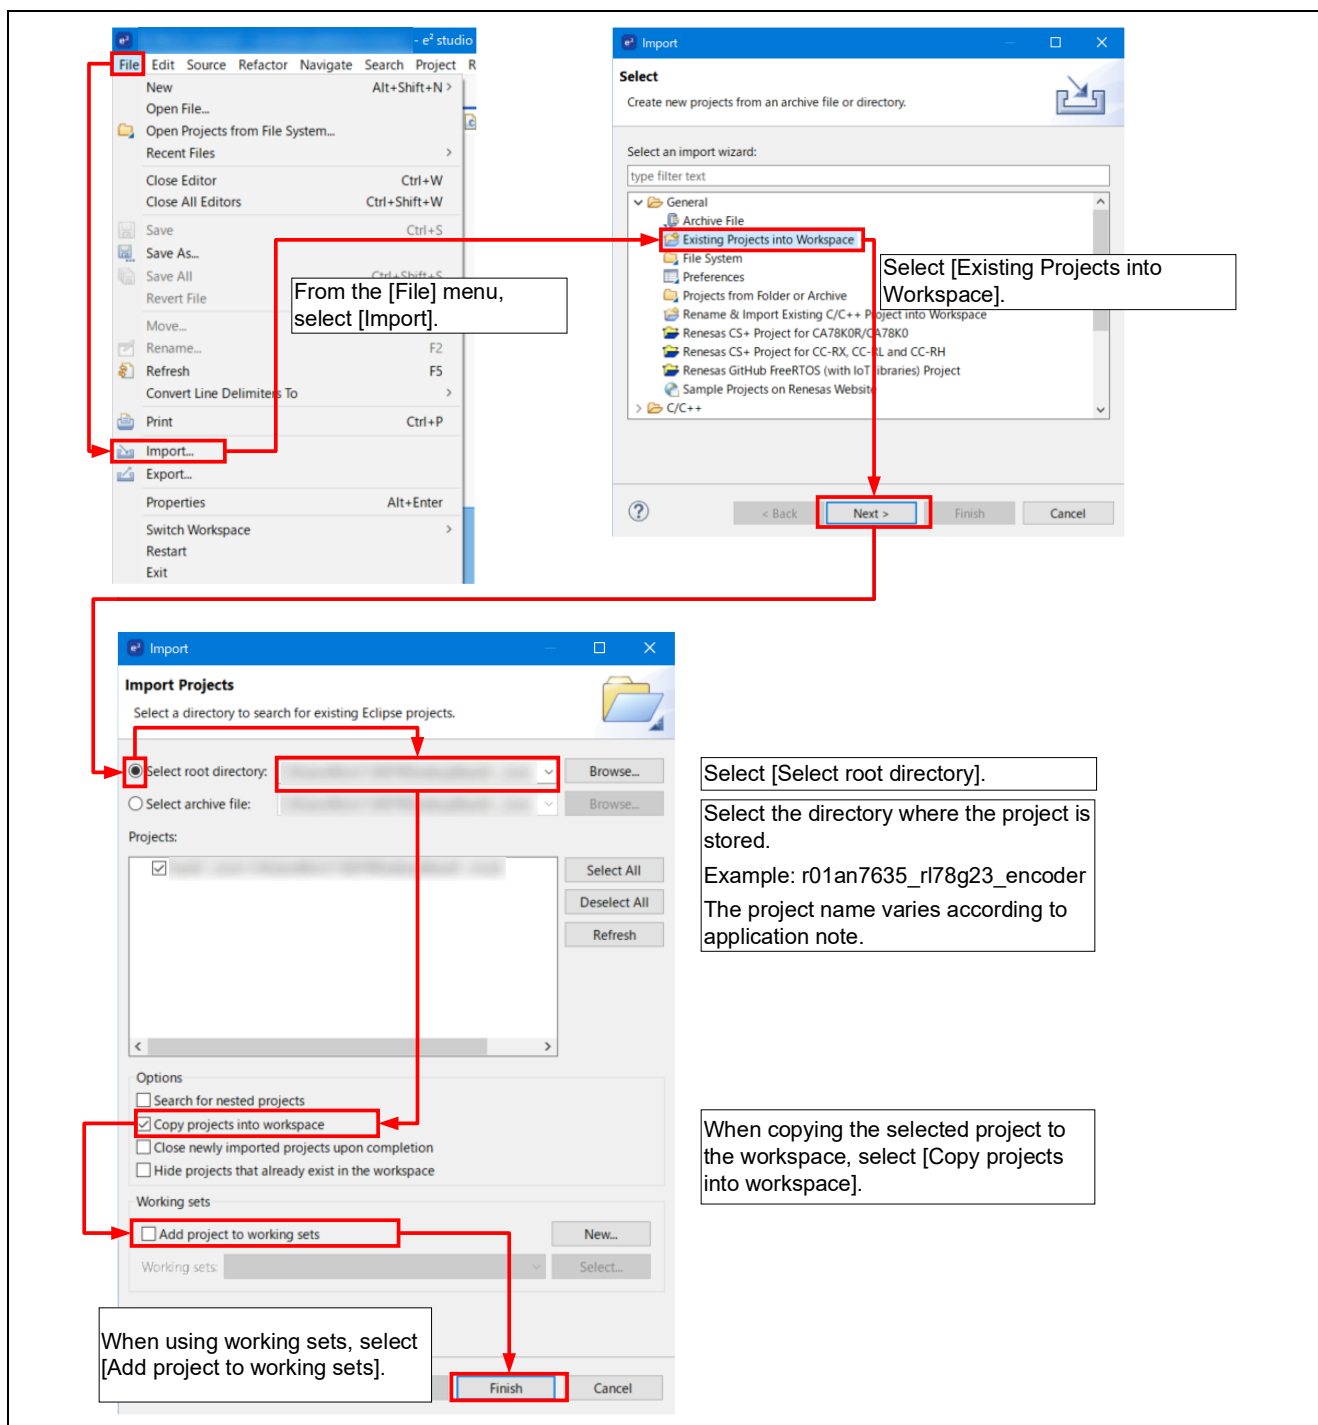 - e² studio
File Edit Source Refactor Navigate Search Project R
New Alt+Shift+N >
Open File...
Open Projects from File System...
Recent Files >
Close Editor Ctrl+W
Close All Editors Ctrl+Shift+W
Save Ctrl+S
Save As...
Save All Ctrl+Shift+S
Revert File
Move...
Rename... F2
Refresh F5
Convert Line Delimiters To >
Print Ctrl+P
Import...
Export...
Properties Alt+Enter
Switch Workspace >
Restart
Exit
From the [File] menu,
select [Import].
e² Import
Select
Create new projects from an archive file or directory.
Select an import wizard:
type filter text
General
Archive File
Existing Projects into Workspace
File System
Preferences
Projects from Folder or Archive
Rename & Import Existing C/C++ Project into Workspace
Renesas CS+ Project for CA78K0R/CA78K0
Renesas CS+ Project for CC-RX, CC-RL and CC-RH
Renesas GitHub FreeRTOS (with IoT libraries) Project
Sample Projects on Renesas Website
C/C++
Select [Existing Projects into
Workspace].
< Back Next > Finish Cancel
e² Import
Import Projects
Select a directory to search for existing Eclipse projects.
Select root directory: Browse...
Select archive file: Browse...
Projects:
Select All
Deselect All
Refresh
Options
Search for nested projects
Copy projects into workspace
Close newly imported projects upon completion
Hide projects that already exist in the workspace
Working sets
Add project to working sets New...
Working sets: Select...
Finish Cancel
When using working sets, select
[Add project to working sets].
Select [Select root directory].
Select the directory where the project is
stored.
Example: r01an7635_rl78g23_encoder
The project name varies according to
application note.
When copying the selected project to
the workspace, select [Copy projects
into workspace].